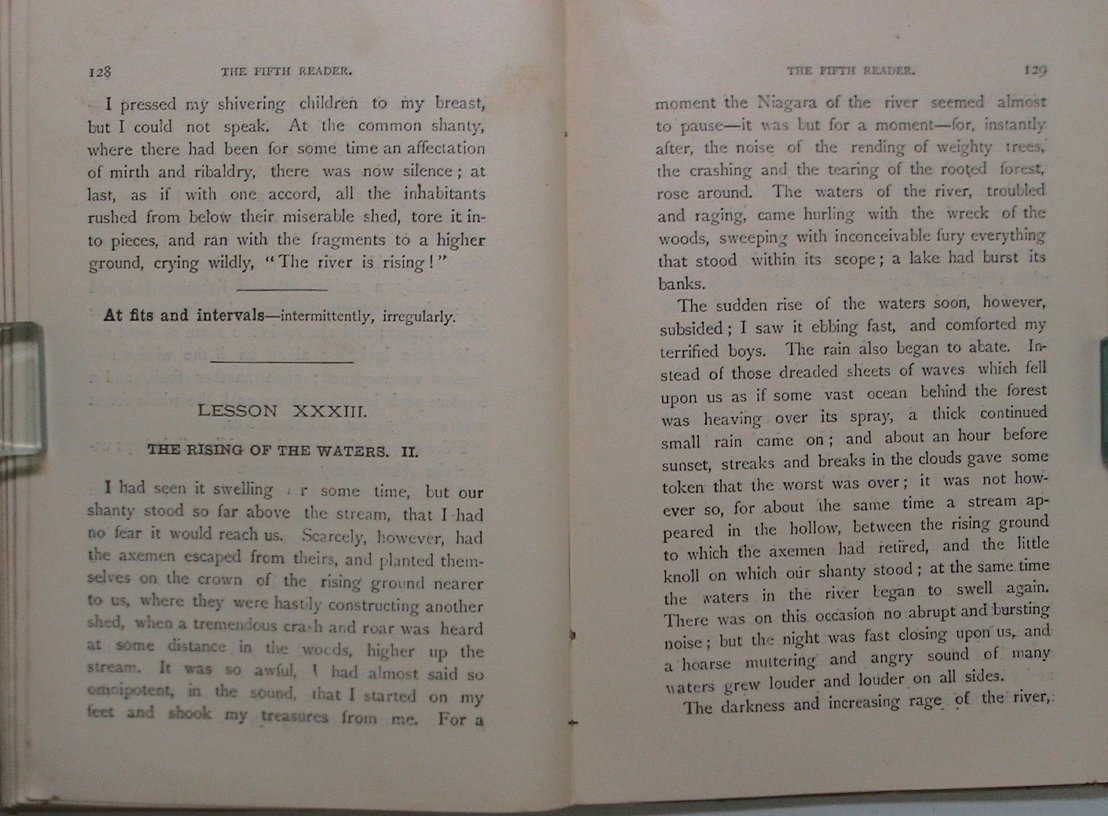 128
THE FIFTH READER.
I pressed my shivering children to my breast,
but I could not speak. At the common shanty,
where there had been for some time an affectation
of mirth and ribaldry, there was now silence; at
last, as if with one accord, all the inhabitants
rushed from below their miserable shed, tore it in-
to pieces, and ran with the fragments to a higher
ground, crying wildly, "The river is rising!"
At fits and intervals—intermittently, irregularly.
LESSON XXXIII.
THE RISING OF THE WATERS. II.
I had seen it swelling r some time, but our
shanty stood so far above the stream, that I had
no fear it would reach us. Scarcely, however, had
the axemen escaped from theirs, and planted them-
selves on the crown of the rising ground nearer
to us, where they were hastily constructing another
shed, when a tremendous crash and roar was heard
at some distance in the woods, higher up the
stream. It was so awful, I had almost said so
omnipotent, in the sound, that I started on my
feet and shook my treasures from me. For a
THE FIFTH READER.
129
moment the Niagara of the river seemed almost
to pause—it was but for a moment—for, instantly
after, the noise of the rending of weighty trees,
the crashing and the tearing of the rooted forest,
rose around. The waters of the river, troubled
and raging, came hurling with the wreck of the
woods, sweeping with inconceivable fury everything
that stood within its scope; a lake had burst its
banks.
The sudden rise of the waters soon, however,
subsided; I saw it ebbing fast, and comforted my
terrified boys. The rain also began to abate. In-
stead of those dreaded sheets of waves which fell
upon us as if some vast ocean behind the forest
was heaving over its spray, a thick continued
small rain came on; and about an hour before
sunset, streaks and breaks in the clouds gave some
token that the worst was over; it was not how-
ever so, for about the same time a stream ap-
peared in the hollow, between the rising ground
to which the axemen had retired, and the little
knoll on which our shanty stood; at the same time
the waters in the river began to swell again.
There was on this occasion no abrupt and bursting
noise; but the night was fast closing upon us, and
a hoarse muttering and angry sound of many
waters grew louder and louder on all sides.
The darkness and increasing rage of the river,